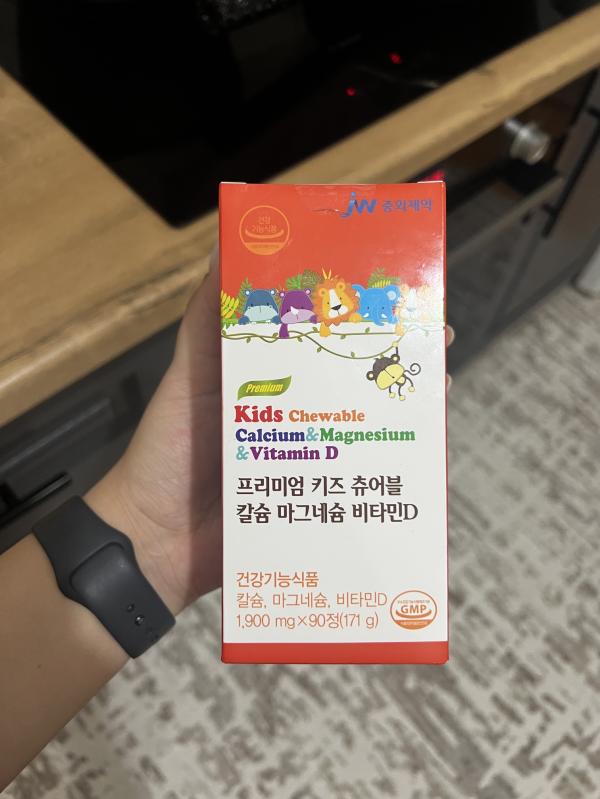 jw 중외제약
건강
기능식품
Premium
Kids Chewable
Calcium&Magnesium
&Vitamin D
프리미엄 키즈 츄어블
칼슘 마그네슘 비타민D
건강기능식품
칼슘, 마그네슘, 비타민D
1,900 mg×90정(171 g)
GMP